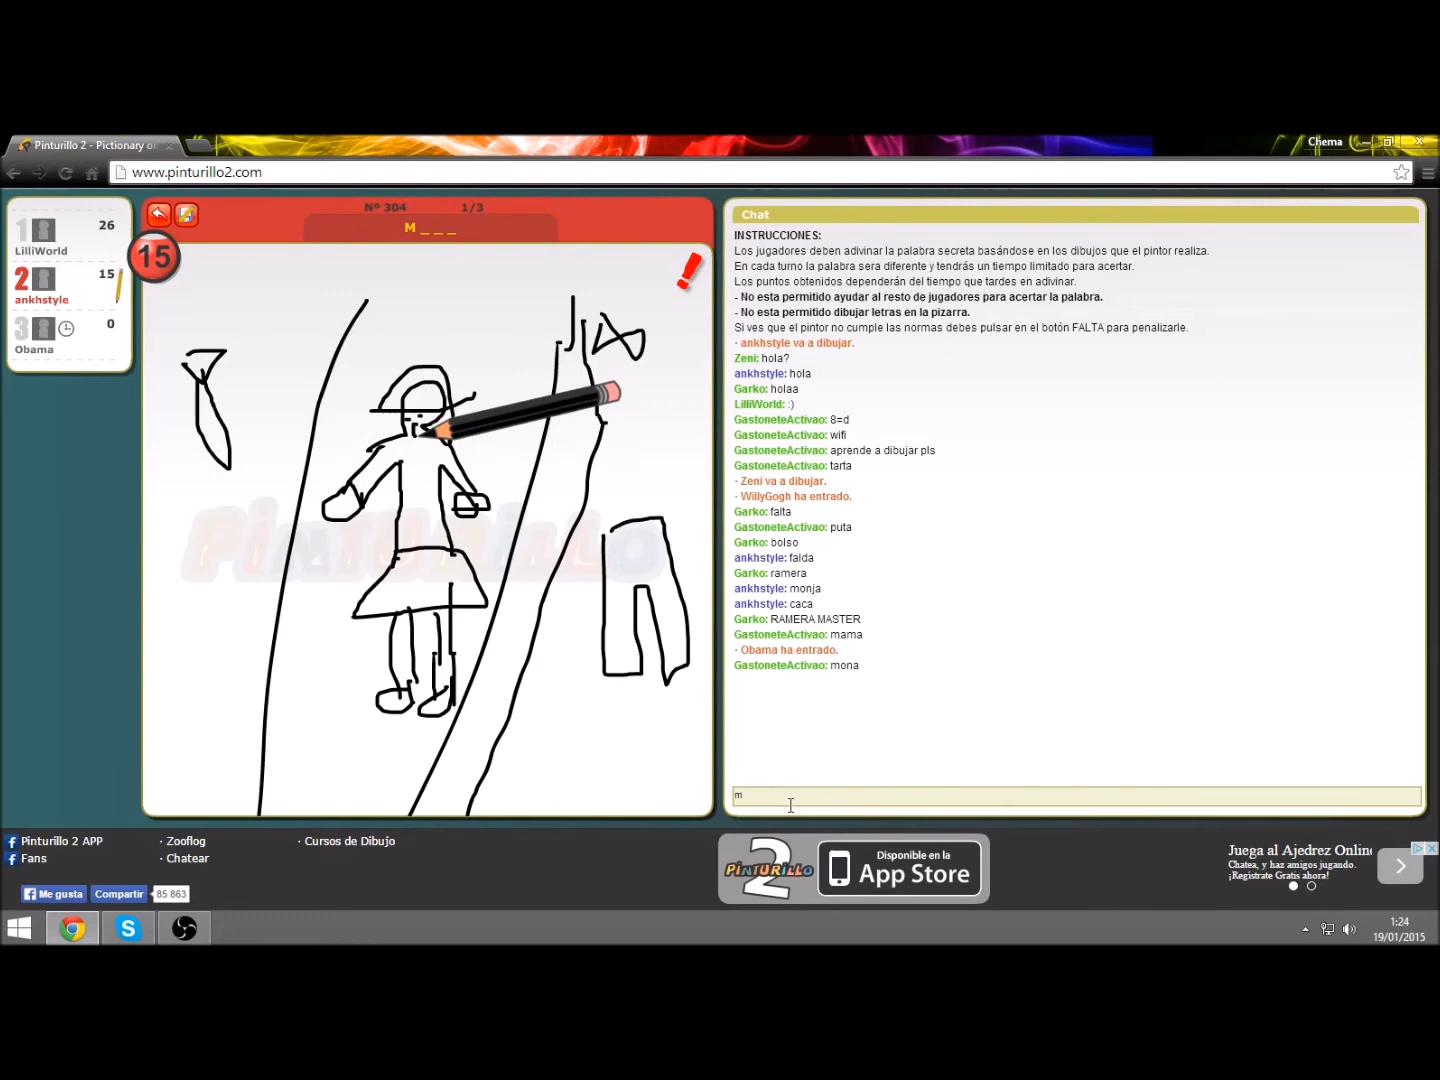 Pinturillo 2 - Pictionary on
Chema
www.pinturillo2.com
1 26
LilliWorld
2 15
ankhstyle
3 0
Obama
15
Nº 304 1/3
M _ _ _
PINTURILLO
Chat
INSTRUCCIONES:
Los jugadores deben adivinar la palabra secreta basándose en los dibujos que el pintor realiza.
En cada turno la palabra sera diferente y tendrás un tiempo limitado para acertar.
Los puntos obtenidos dependerán del tiempo que tardes en adivinar.
- No esta permitido ayudar al resto de jugadores para acertar la palabra.
- No esta permitido dibujar letras en la pizarra.
Si ves que el pintor no cumple las normas debes pulsar en el botón FALTA para penalizarle.
· ankhstyle va a dibujar.
Zeni: hola?
ankhstyle: hola
Garko: holaa
LilliWorld: :)
GastoneteActivao: 8=d
GastoneteActivao: wifi
GastoneteActivao: aprende a dibujar pls
GastoneteActivao: tarta
· Zeni va a dibujar.
· WillyGogh ha entrado.
Garko: falta
GastoneteActivao: puta
Garko: bolso
ankhstyle: falda
Garko: ramera
ankhstyle: monja
ankhstyle: caca
Garko: RAMERA MASTER
GastoneteActivao: mama
· Obama ha entrado.
GastoneteActivao: mona
m
Pinturillo 2 APP
Fans
· Zooflog
· Chatear
· Cursos de Dibujo
Me gusta Compartir 85 863
PINTURILLO 2
Disponible en la
App Store
Juega al Ajedrez Online
Chatea, y haz amigos jugando.
¡Registrate Gratis ahora!
1:24
19/01/2015